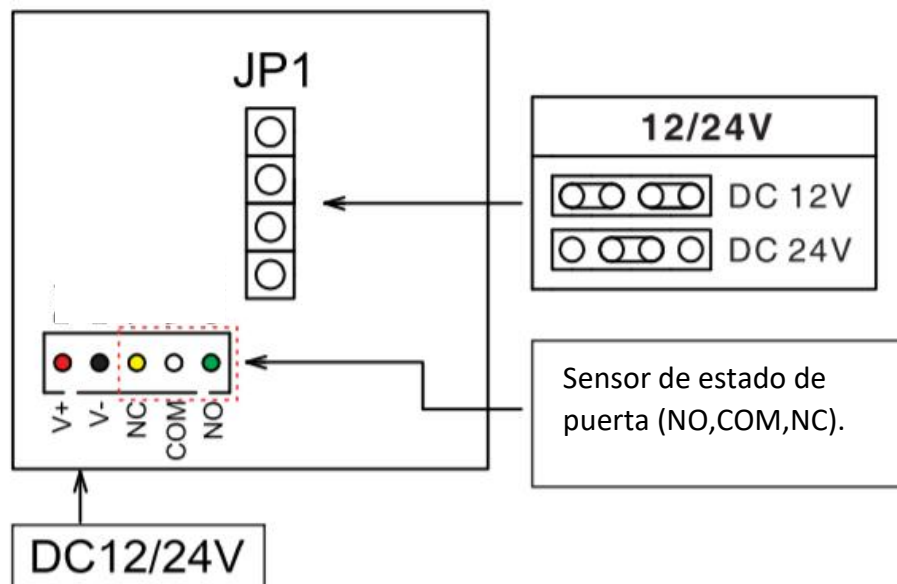 JP1
12/24V
DC 12V
DC 24V
V+
V-
NC
COM
NO
Sensor de estado de
puerta (NO,COM,NC).
DC12/24V